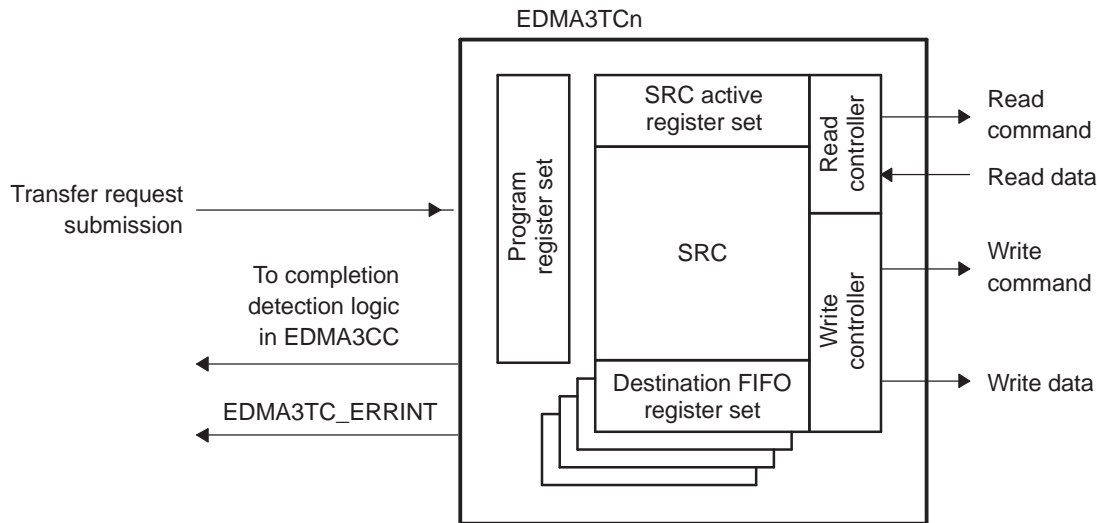 EDMA3TCn
SRC active
register set
Read
controller
Read
command
Read data
Transfer request
submission
Program
register set
SRC
To completion
detection logic
in EDMA3CC
Write
controller
Write
command
Destination FIFO
register set
Write data
EDMA3TC_ERRINT